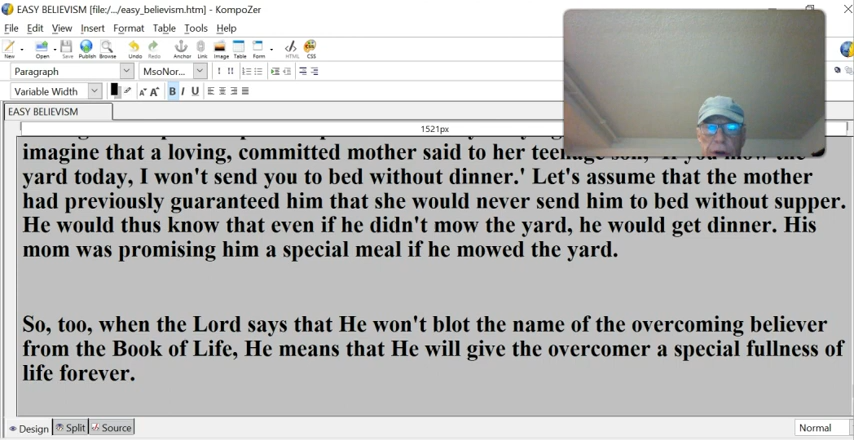 EASY BELIEVISM [file:/.../easy_believism.htm] - KompoZer
File Edit View Insert Format Table Tools Help
New Open Save Publish Browse Undo Redo Anchor Link Image Table Form HTML CSS
Paragraph MsoNor...
Variable Width B I U
EASY BELIEVISM
1521px
imagine that a loving, committed mother said to her teenage son, 'If you mow the
yard today, I won't send you to bed without dinner.' Let's assume that the mother
had previously guaranteed him that she would never send him to bed without supper.
He would thus know that even if he didn't mow the yard, he would get dinner. His
mom was promising him a special meal if he mowed the yard.
So, too, when the Lord says that He won't blot the name of the overcoming believer
from the Book of Life, He means that He will give the overcomer a special fullness of
life forever.
Design Split Source Normal